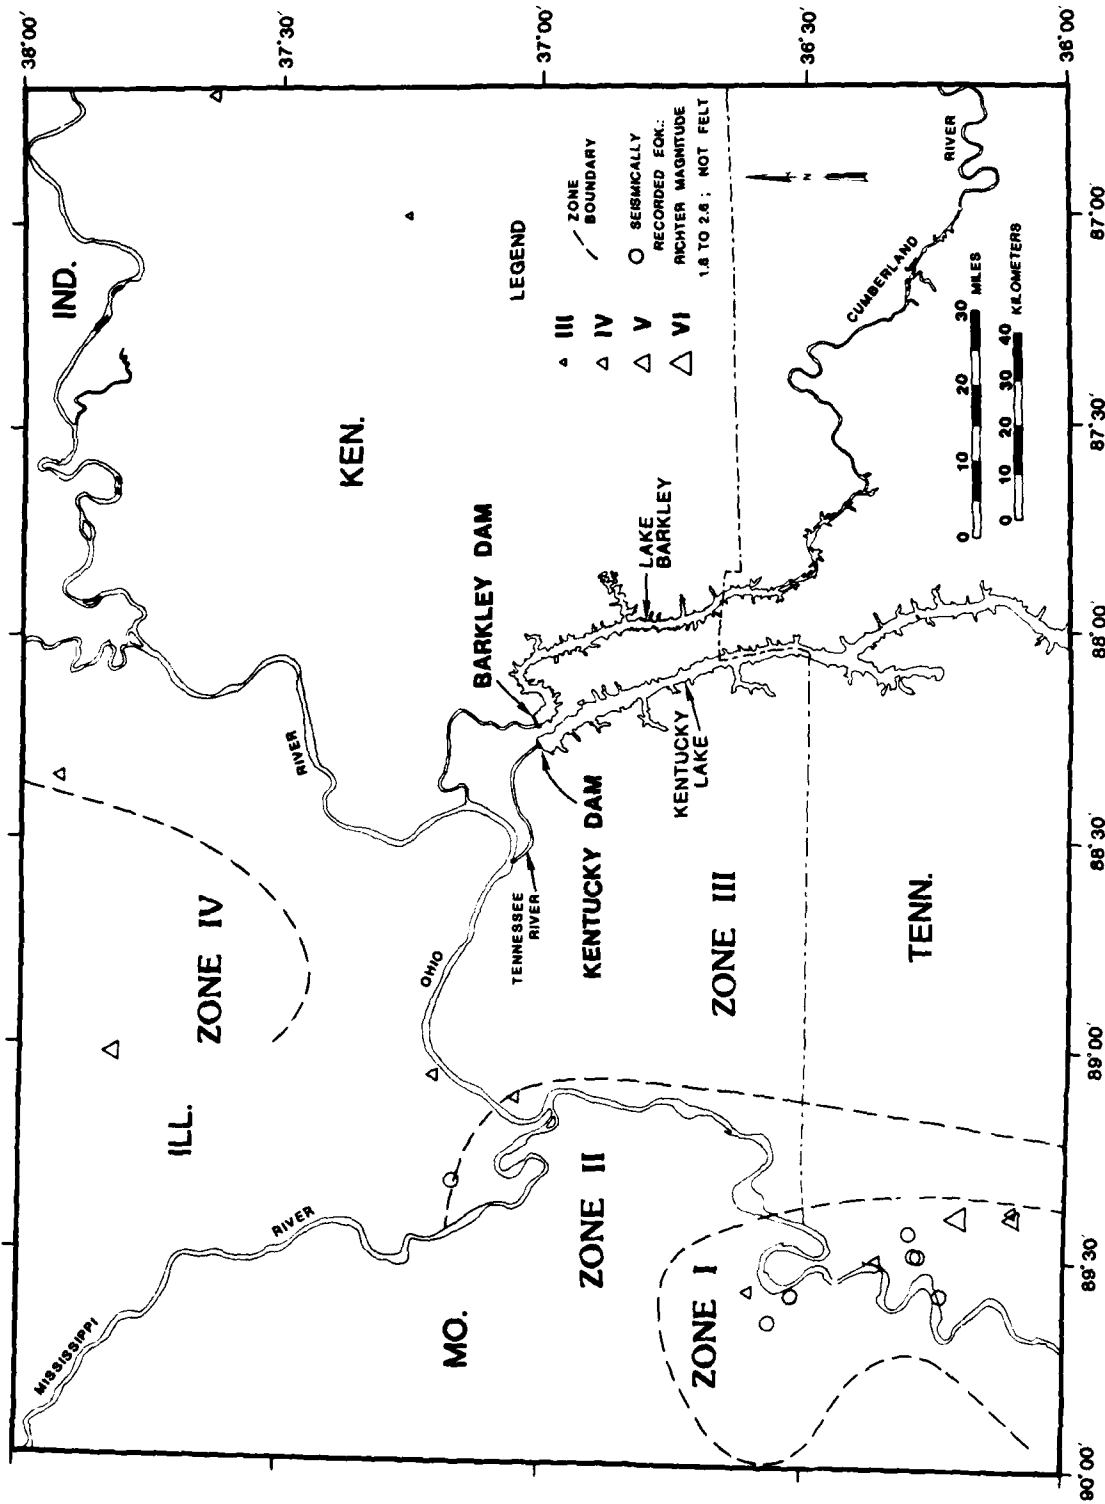 38°00'
37°30'
37°00'
36°30'
36°00'
90°00'
89°30'
89°00'
88°30'
88°00'
87°30'
87°00'
MISSISSIPPI
RIVER
ILL.
ZONE IV
IND.
RIVER
OHIO
KEN.
MO.
ZONE II
ZONE I
ZONE III
TENN.
TENNESSEE
RIVER
KENTUCKY DAM
BARKLEY DAM
KENTUCKY
LAKE
LAKE
BARKLEY
CUMBERLAND
RIVER
LEGEND
III
IV
V
VI
ZONE
BOUNDARY
SEISMICALLY
RECORDED EQK.:
RICHTER MAGNITUDE
1.8 TO 2.6 ; NOT FELT
N
0 10 20 30
MILES
0 10 20 30 40
KILOMETERS